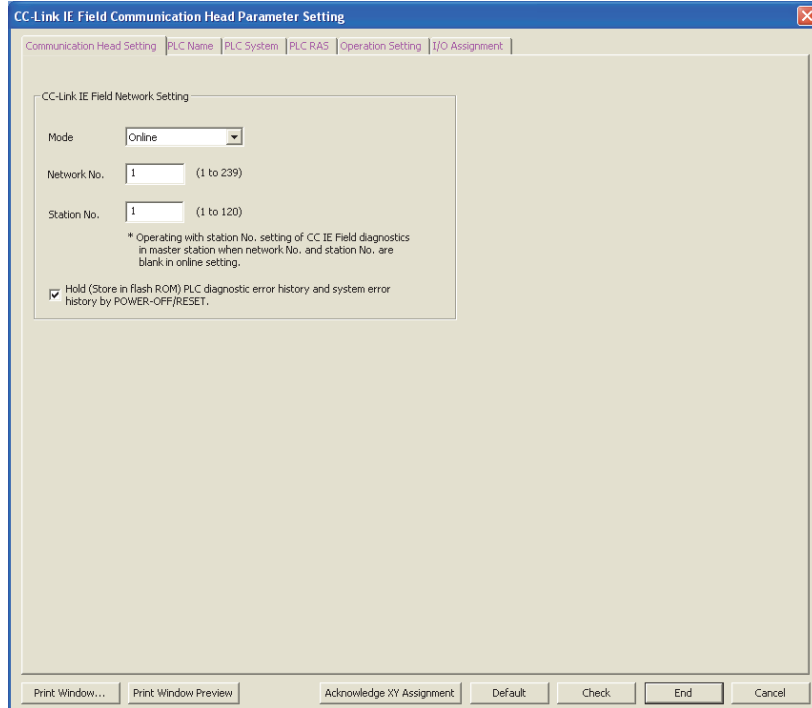 CC-Link IE Field Communication Head Parameter Setting
Communication Head Setting PLC Name PLC System PLC RAS Operation Setting I/O Assignment
CC-Link IE Field Network Setting
Mode Online
Network No. 1 (1 to 239)
Station No. 1 (1 to 120)
* Operating with station No. setting of CC IE Field diagnostics
in master station when network No. and station No. are
blank in online setting.
Hold (Store in flash ROM) PLC diagnostic error history and system error
history by POWER-OFF/RESET.
Print Window... Print Window Preview Acknowledge XY Assignment Default Check End Cancel